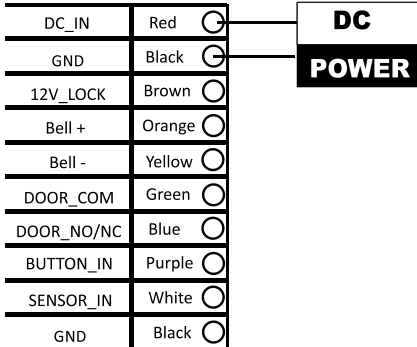 DC_IN Red DC
GND Black POWER
12V_LOCK Brown
Bell + Orange
Bell - Yellow
DOOR_COM Green
DOOR_NO/NC Blue
BUTTON_IN Purple
SENSOR_IN White
GND Black